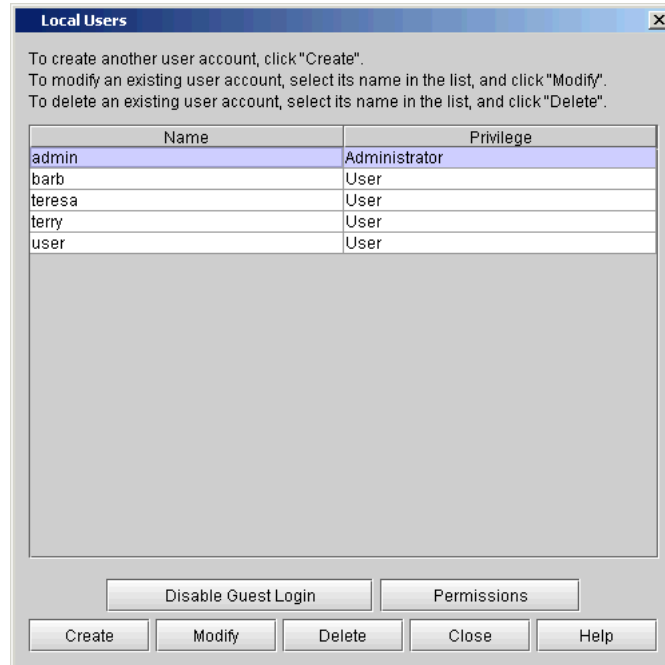 Local Users
To create another user account, click "Create".
To modify an existing user account, select its name in the list, and click "Modify".
To delete an existing user account, select its name in the list, and click "Delete".
Name Privilege
admin Administrator
barb User
teresa User
terry User
user User
Disable Guest Login Permissions
Create Modify Delete Close Help